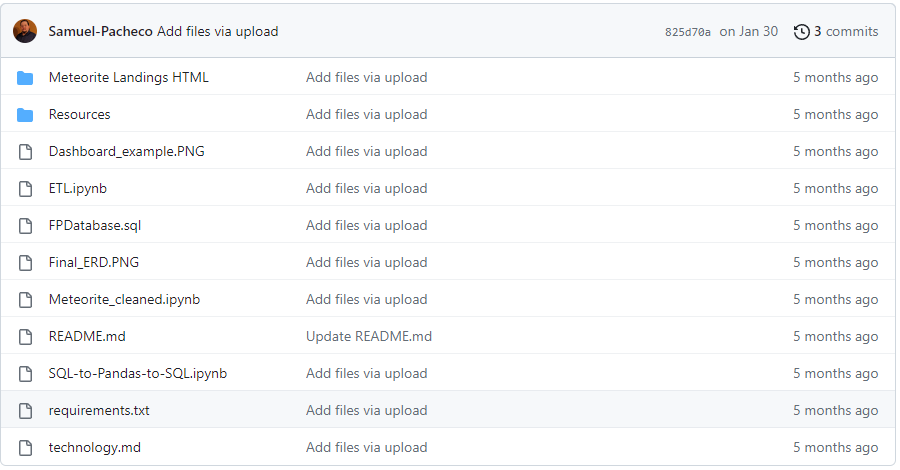 Samuel-Pacheco Add files via upload 825d70a on Jan 30 3 commits
Meteorite Landings HTML Add files via upload 5 months ago
Resources Add files via upload 5 months ago
Dashboard_example.PNG Add files via upload 5 months ago
ETL.ipynb Add files via upload 5 months ago
FPDatabase.sql Add files via upload 5 months ago
Final_ERD.PNG Add files via upload 5 months ago
Meteorite_cleaned.ipynb Add files via upload 5 months ago
README.md Update README.md 5 months ago
SQL-to-Pandas-to-SQL.ipynb Add files via upload 5 months ago
requirements.txt Add files via upload 5 months ago
technology.md Add files via upload 5 months ago